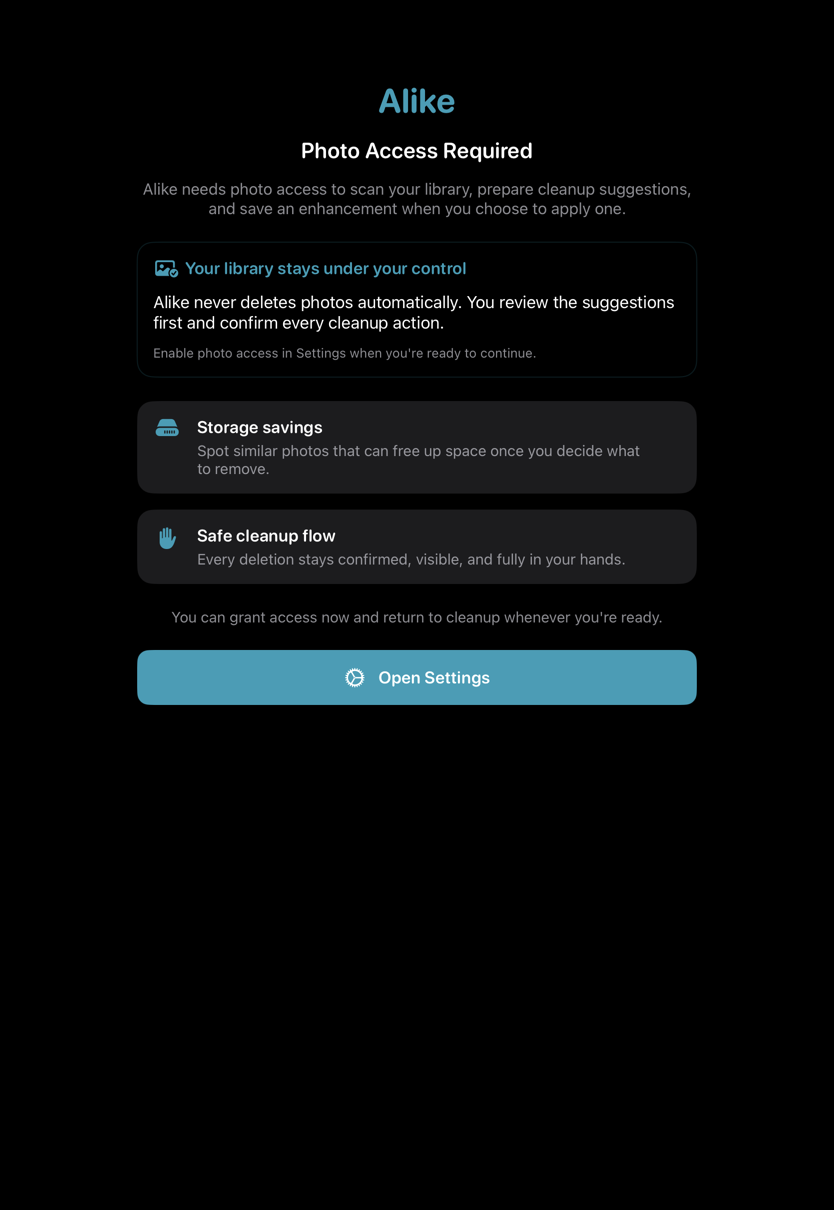 Alike
Photo Access Required
Alike needs photo access to scan your library, prepare cleanup suggestions,
and save an enhancement when you choose to apply one.
Your library stays under your control
Alike never deletes photos automatically. You review the suggestions
first and confirm every cleanup action.
Enable photo access in Settings when you're ready to continue.
Storage savings
Spot similar photos that can free up space once you decide what
to remove.
Safe cleanup flow
Every deletion stays confirmed, visible, and fully in your hands.
You can grant access now and return to cleanup whenever you're ready.
Open Settings